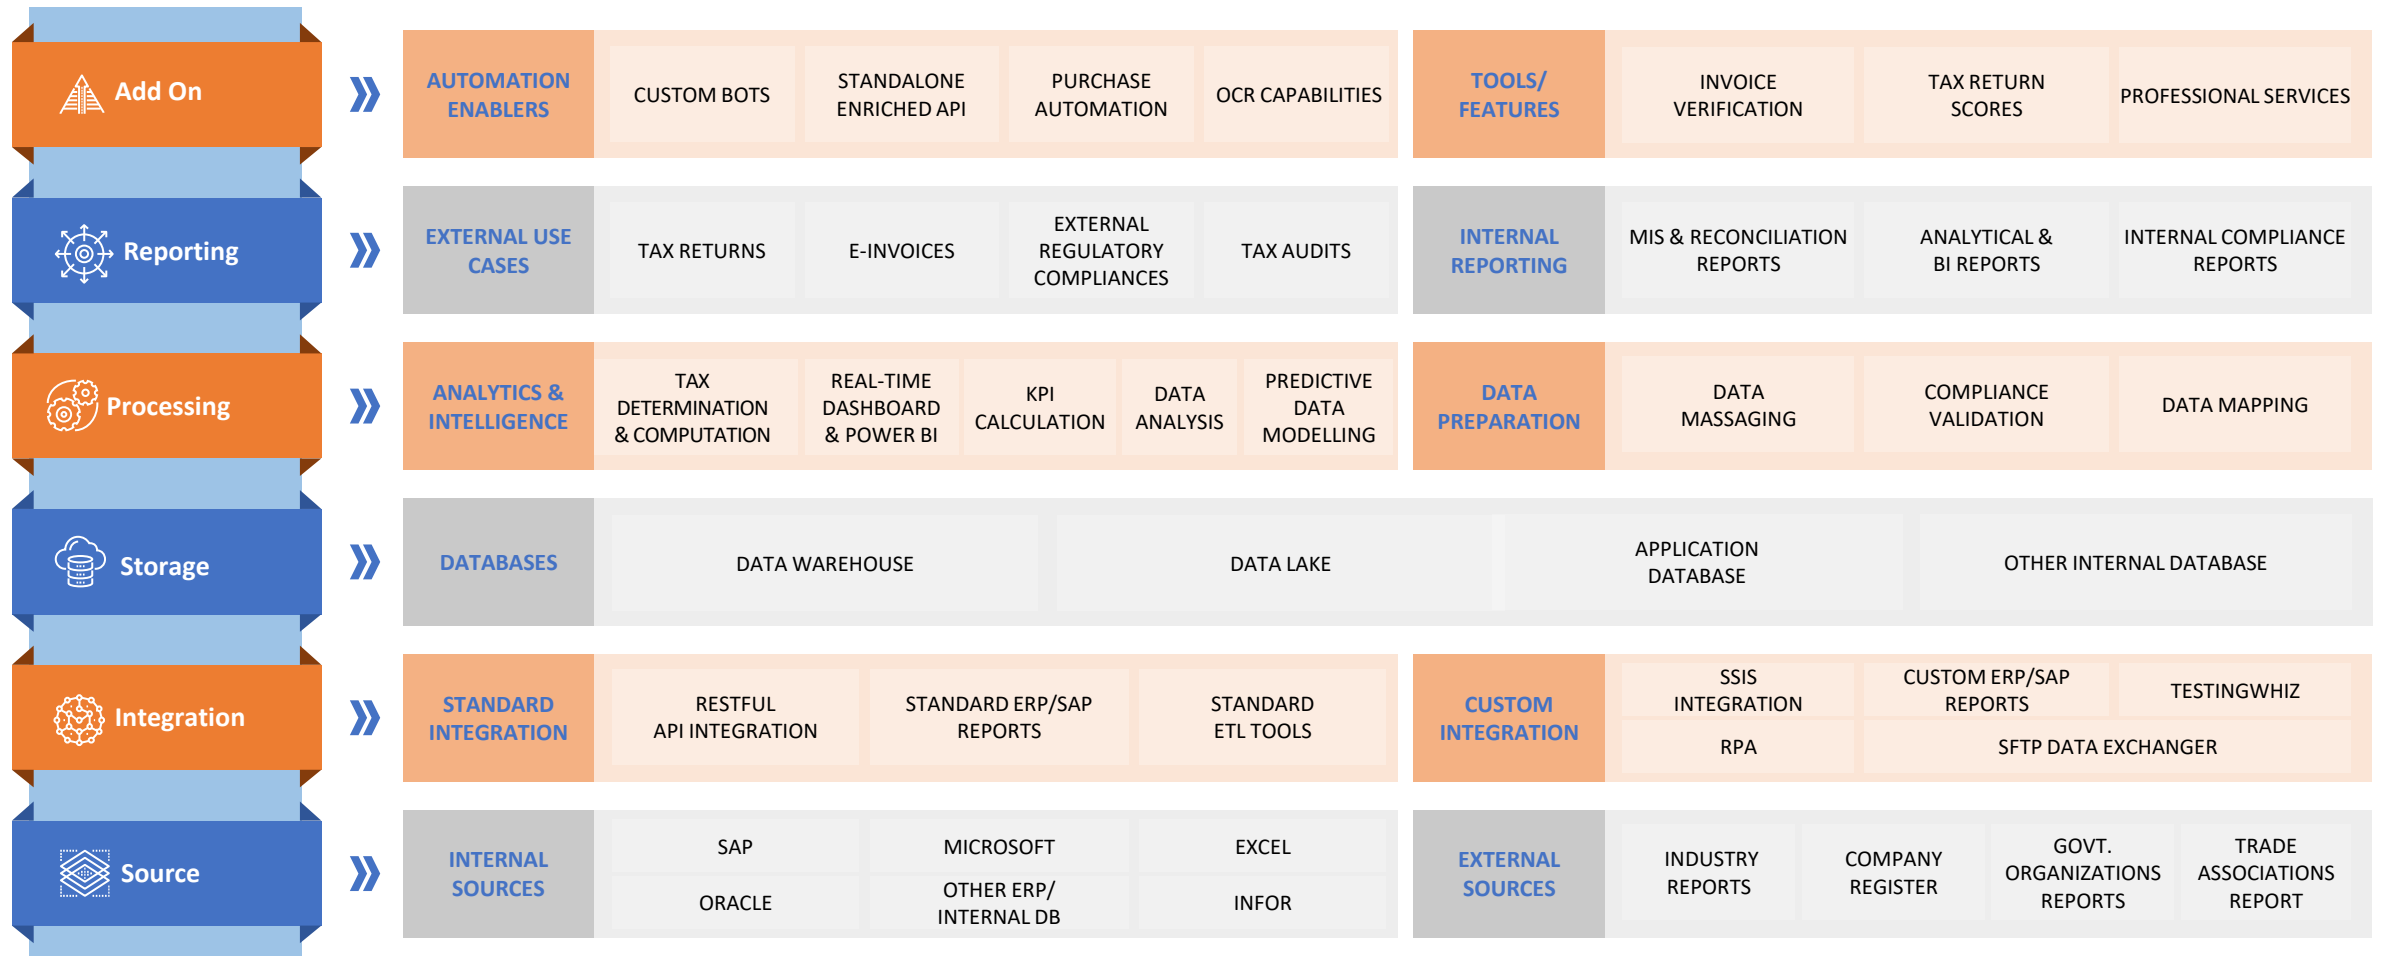 Add On
AUTOMATION
ENABLERS
CUSTOM BOTS
STANDALONE
ENRICHED API
PURCHASE
AUTOMATION
OCR CAPABILITIES
TOOLS/
FEATURES
INVOICE
VERIFICATION
TAX RETURN
SCORES
PROFESSIONAL SERVICES
Reporting
EXTERNAL USE
CASES
TAX RETURNS
E-INVOICES
EXTERNAL
REGULATORY
COMPLIANCES
TAX AUDITS
INTERNAL
REPORTING
MIS & RECONCILIATION
REPORTS
ANALYTICAL &
BI REPORTS
INTERNAL COMPLIANCE
REPORTS
Processing
ANALYTICS &
INTELLIGENCE
TAX
DETERMINATION
& COMPUTATION
REAL-TIME
DASHBOARD
& POWER BI
KPI
CALCULATION
DATA
ANALYSIS
PREDICTIVE
DATA
MODELLING
DATA
PREPARATION
DATA
MASSAGING
COMPLIANCE
VALIDATION
DATA MAPPING
Storage
DATABASES
DATA WAREHOUSE
DATA LAKE
APPLICATION
DATABASE
OTHER INTERNAL DATABASE
Integration
STANDARD
INTEGRATION
RESTFUL
API INTEGRATION
STANDARD ERP/SAP
REPORTS
STANDARD
ETL TOOLS
CUSTOM
INTEGRATION
SSIS
INTEGRATION
CUSTOM ERP/SAP
REPORTS
TESTINGWHIZ
RPA
SFTP DATA EXCHANGER
Source
INTERNAL
SOURCES
SAP
MICROSOFT
EXCEL
ORACLE
OTHER ERP/
INTERNAL DB
INFOR
EXTERNAL
SOURCES
INDUSTRY
REPORTS
COMPANY
REGISTER
GOVT.
ORGANIZATIONS
REPORTS
TRADE
ASSOCIATIONS
REPORT